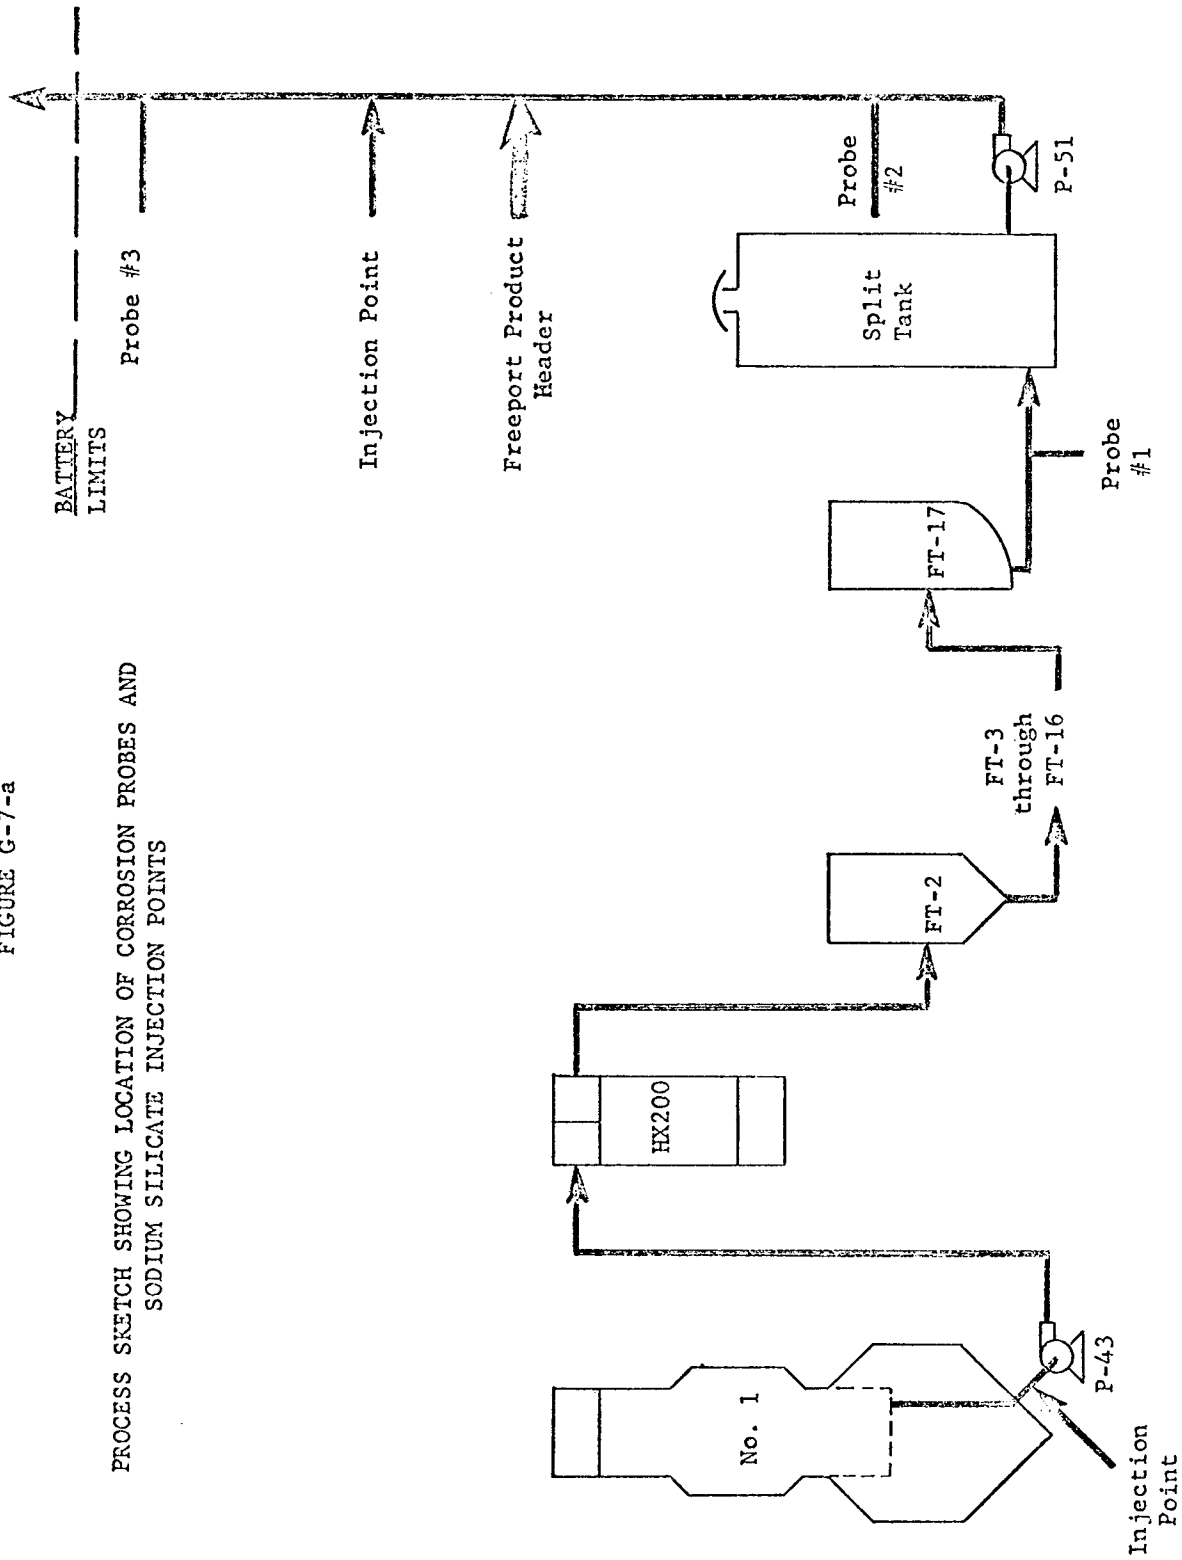 FIGURE G-7-a
PROCESS SKETCH SHOWING LOCATION OF CORROSION PROBES AND
SODIUM SILICATE INJECTION POINTS
BATTERY
LIMITS
Probe #3
Injection Point
Freeport Product
Header
Probe
#2
P-51
Split
Tank
Probe
#1
FT-17
FT-3
through
FT-16
FT-2
HX200
No. 1
P-43
Injection
Point